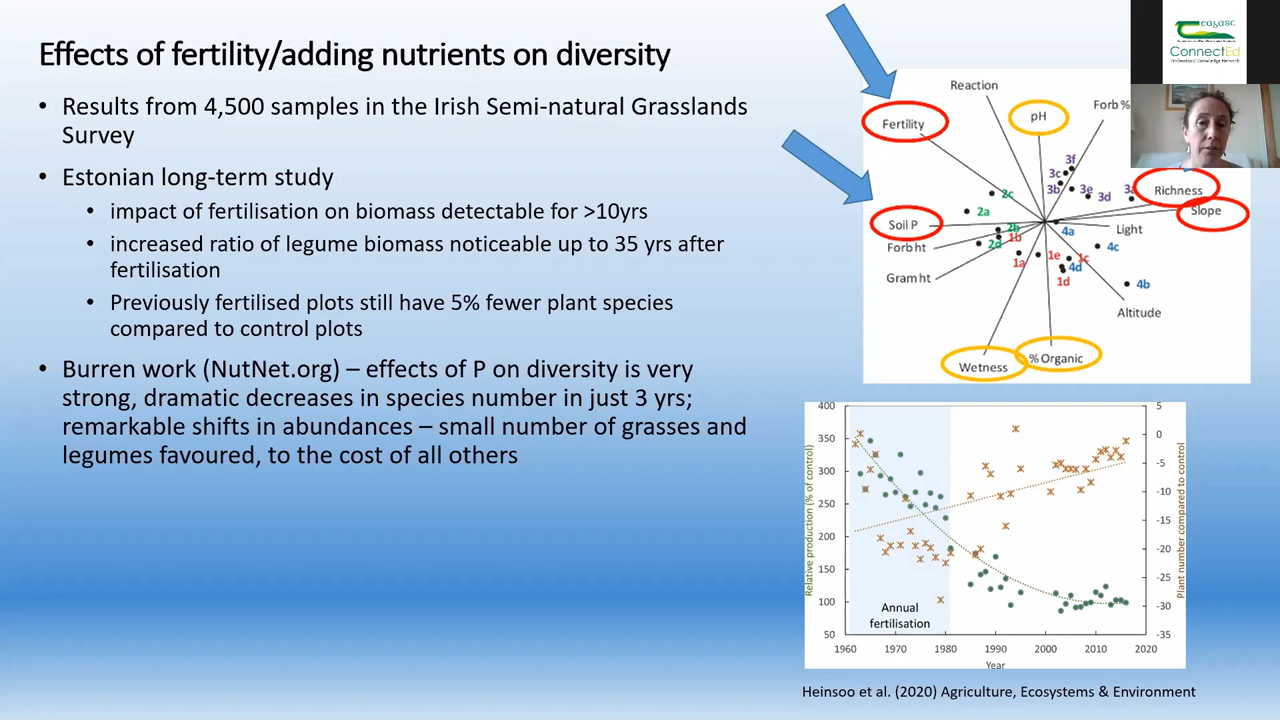 Effects of fertility/adding nutrients on diversity
• Results from 4,500 samples in the Irish Semi-natural Grasslands
Survey
• Estonian long-term study
• impact of fertilisation on biomass detectable for >10yrs
• increased ratio of legume biomass noticeable up to 35 yrs after
fertilisation
• Previously fertilised plots still have 5% fewer plant species
compared to control plots
• Burren work (NutNet.org) – effects of P on diversity is very
strong, dramatic decreases in species number in just 3 yrs;
remarkable shifts in abundances – small number of grasses and
legumes favoured, to the cost of all others
Reaction
Fertility
pH
Forb%
3f
3c
3b
3e
3d
3a
Richness
Slope
2c
2a
Soil P
2b
1b
2d
4a
Light
Forb ht
4c
Gram ht
1a
1e
1c
4d
1d
4b
Altitude
Wetness
% Organic
eagasc
ConnectEd
400
350
300
250
200
150
100
50
5
0
-5
-10
-15
-20
-25
-30
-35
Relative production (% of control)
Plant number compared to control
Annual
fertilisation
1960 1970 1980 1990 2000 2010 2020
Year
Heinsoo et al. (2020) Agriculture, Ecosystems & Environment